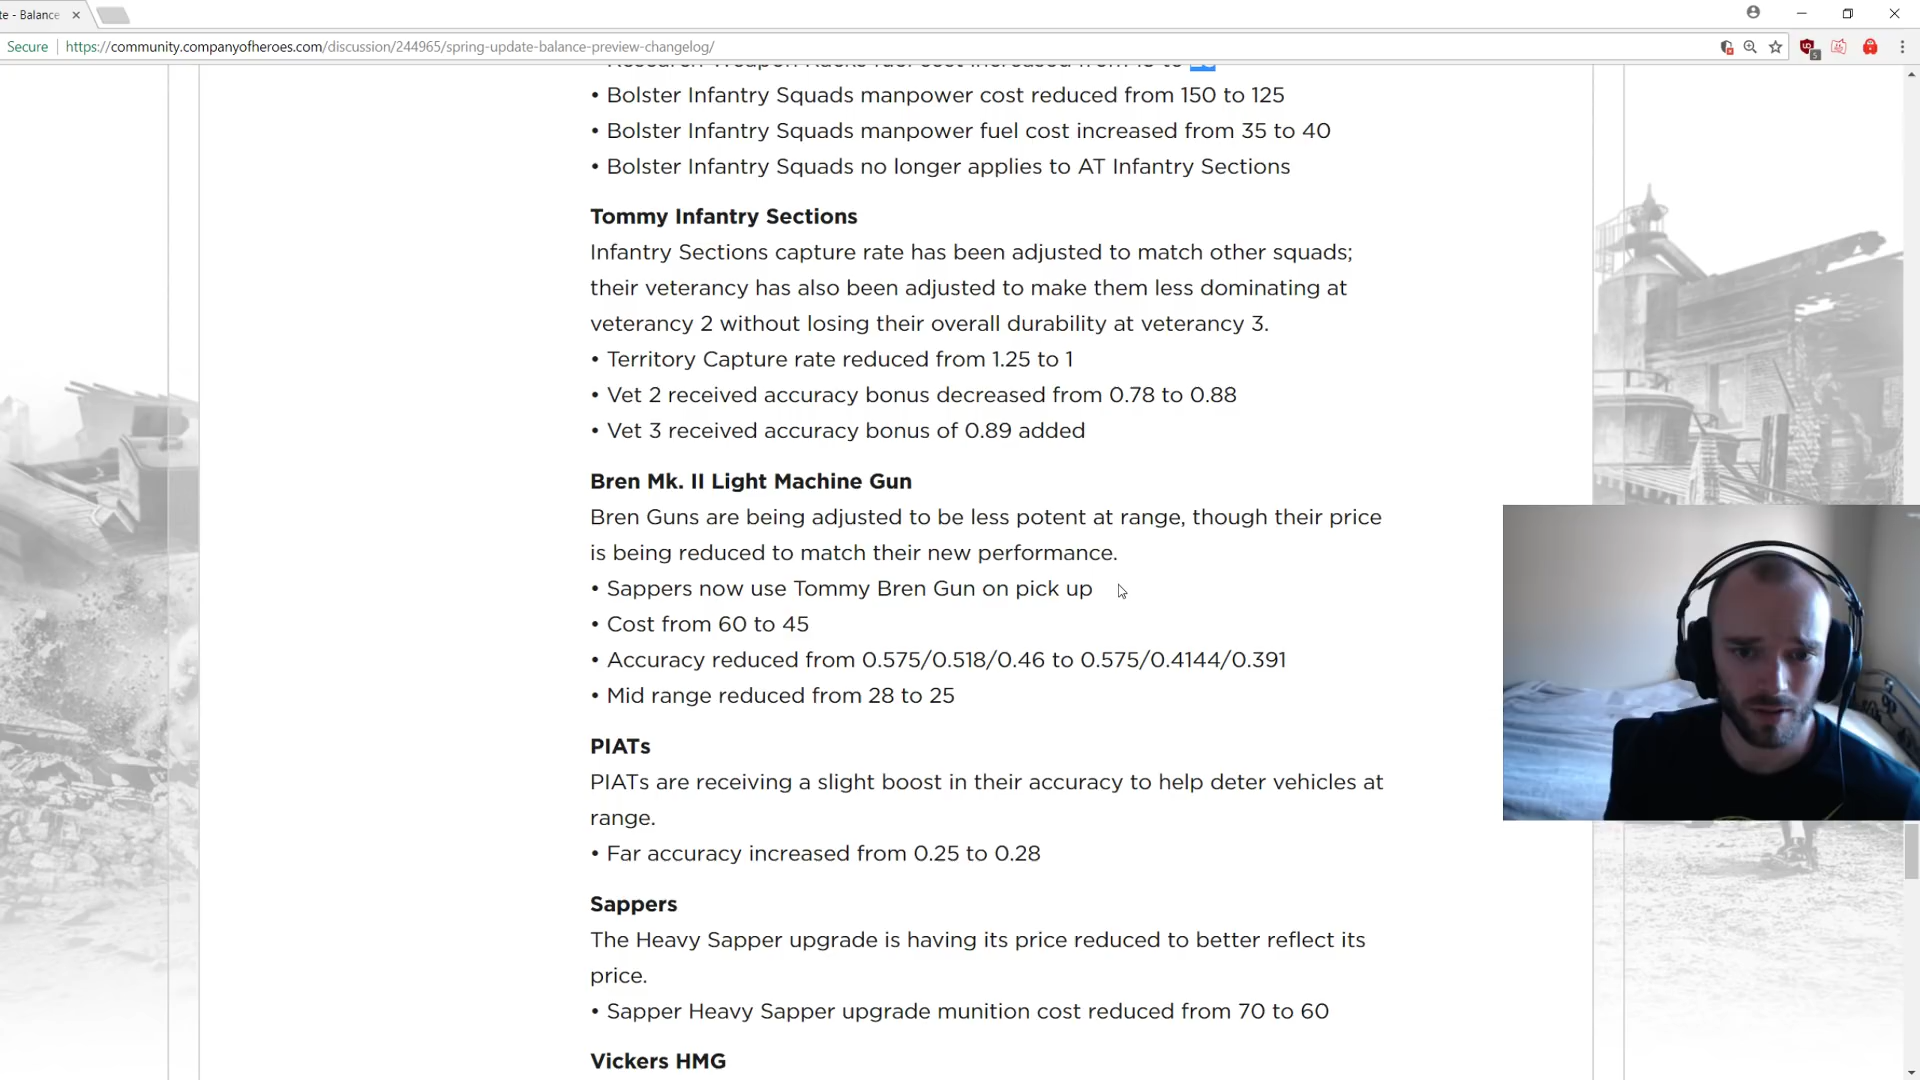 te - Balance
Secure https://community.companyofheroes.com/discussion/244965/spring-update-balance-preview-changelog/
• Research Weapon Racks fuel cost increased from 15 to
• Bolster Infantry Squads manpower cost reduced from 150 to 125
• Bolster Infantry Squads manpower fuel cost increased from 35 to 40
• Bolster Infantry Squads no longer applies to AT Infantry Sections
Tommy Infantry Sections
Infantry Sections capture rate has been adjusted to match other squads;
their veterancy has also been adjusted to make them less dominating at
veterancy 2 without losing their overall durability at veterancy 3.
• Territory Capture rate reduced from 1.25 to 1
• Vet 2 received accuracy bonus decreased from 0.78 to 0.88
• Vet 3 received accuracy bonus of 0.89 added
Bren Mk. II Light Machine Gun
Bren Guns are being adjusted to be less potent at range, though their price
is being reduced to match their new performance.
• Sappers now use Tommy Bren Gun on pick up
• Cost from 60 to 45
• Accuracy reduced from 0.575/0.518/0.46 to 0.575/0.4144/0.391
• Mid range reduced from 28 to 25
PIATs
PIATs are receiving a slight boost in their accuracy to help deter vehicles at
range.
• Far accuracy increased from 0.25 to 0.28
Sappers
The Heavy Sapper upgrade is having its price reduced to better reflect its
price.
• Sapper Heavy Sapper upgrade munition cost reduced from 70 to 60
Vickers HMG